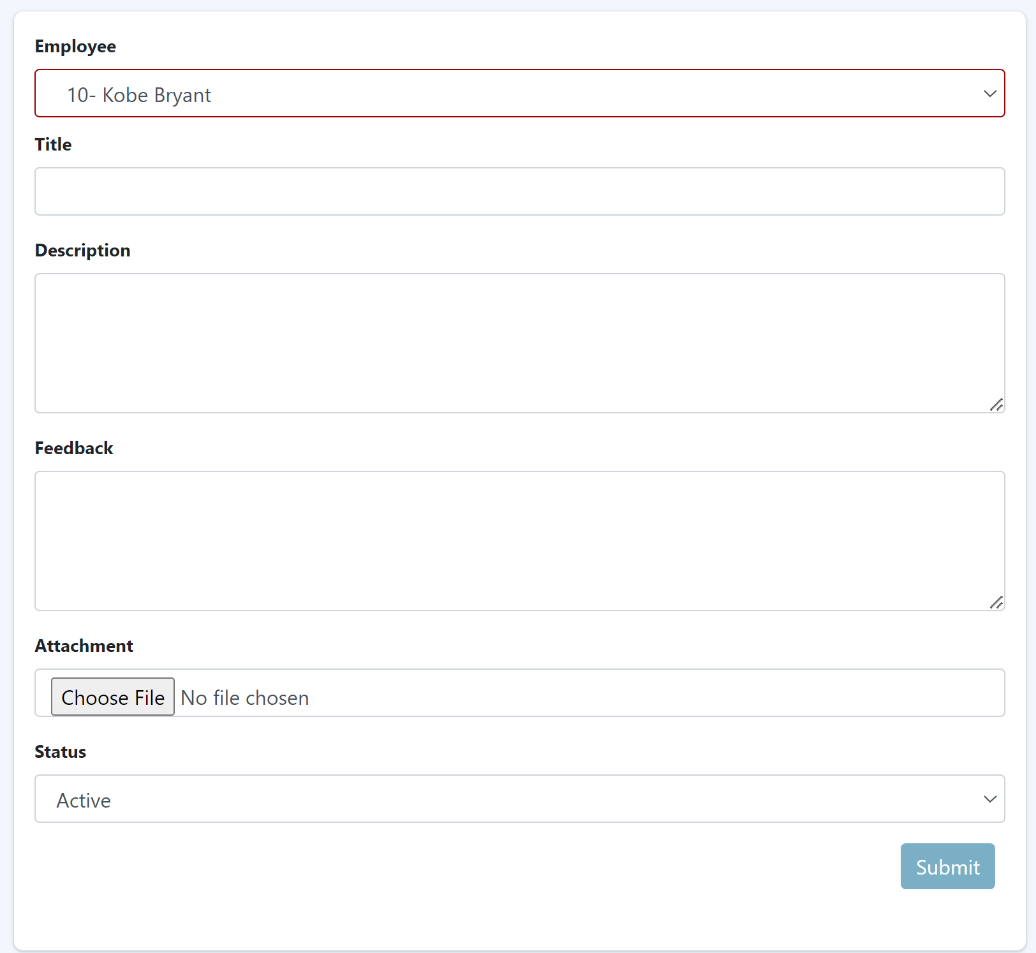 Employee
10- Kobe Bryant
Title
Description
Feedback
Attachment
Choose File No file chosen
Status
Active
Submit